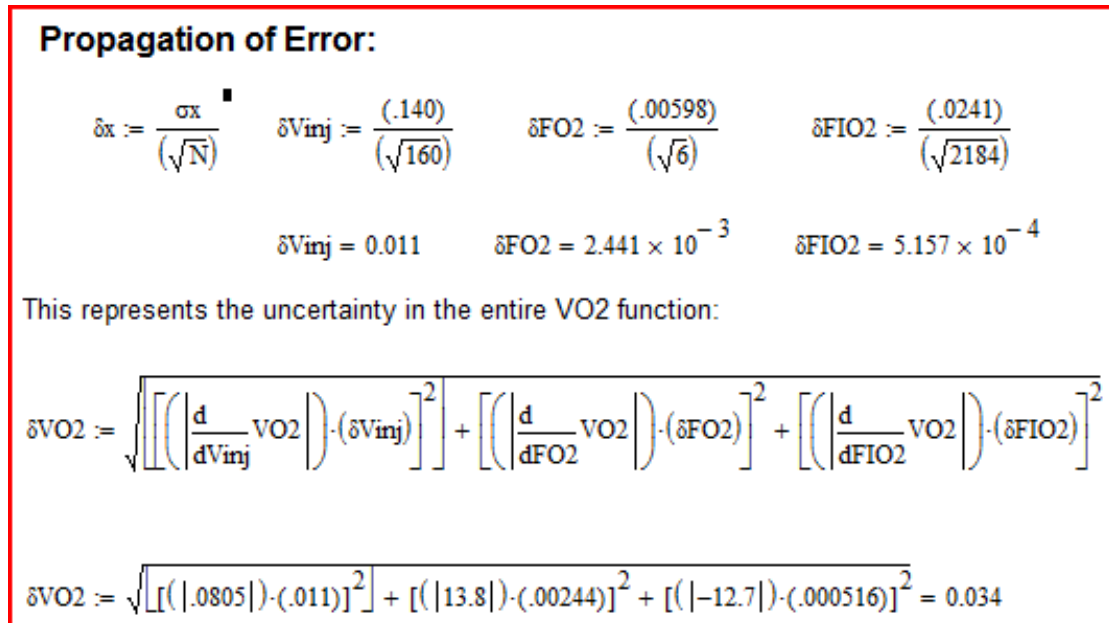 Propagation of Error:
δx := σx / (√N) δVinj := (.140) / (√160) δFO2 := (.00598) / (√6) δFIO2 := (.0241) / (√2184)
δVinj = 0.011 δFO2 = 2.441 × 10^-3 δFIO2 = 5.157 × 10^-4
This represents the uncertainty in the entire VO2 function:
δVO2 := √([[(|d/dVinj VO2|)·(δVinj)]^2] + [(|d/dFO2 VO2|)·(δFO2)]^2 + [(|d/dFIO2 VO2|)·(δFIO2)]^2)
δVO2 := √([[(|.0805|)·(.011)]^2] + [(|13.8|)·(.00244)]^2 + [(|−12.7|)·(.000516)]^2) = 0.034